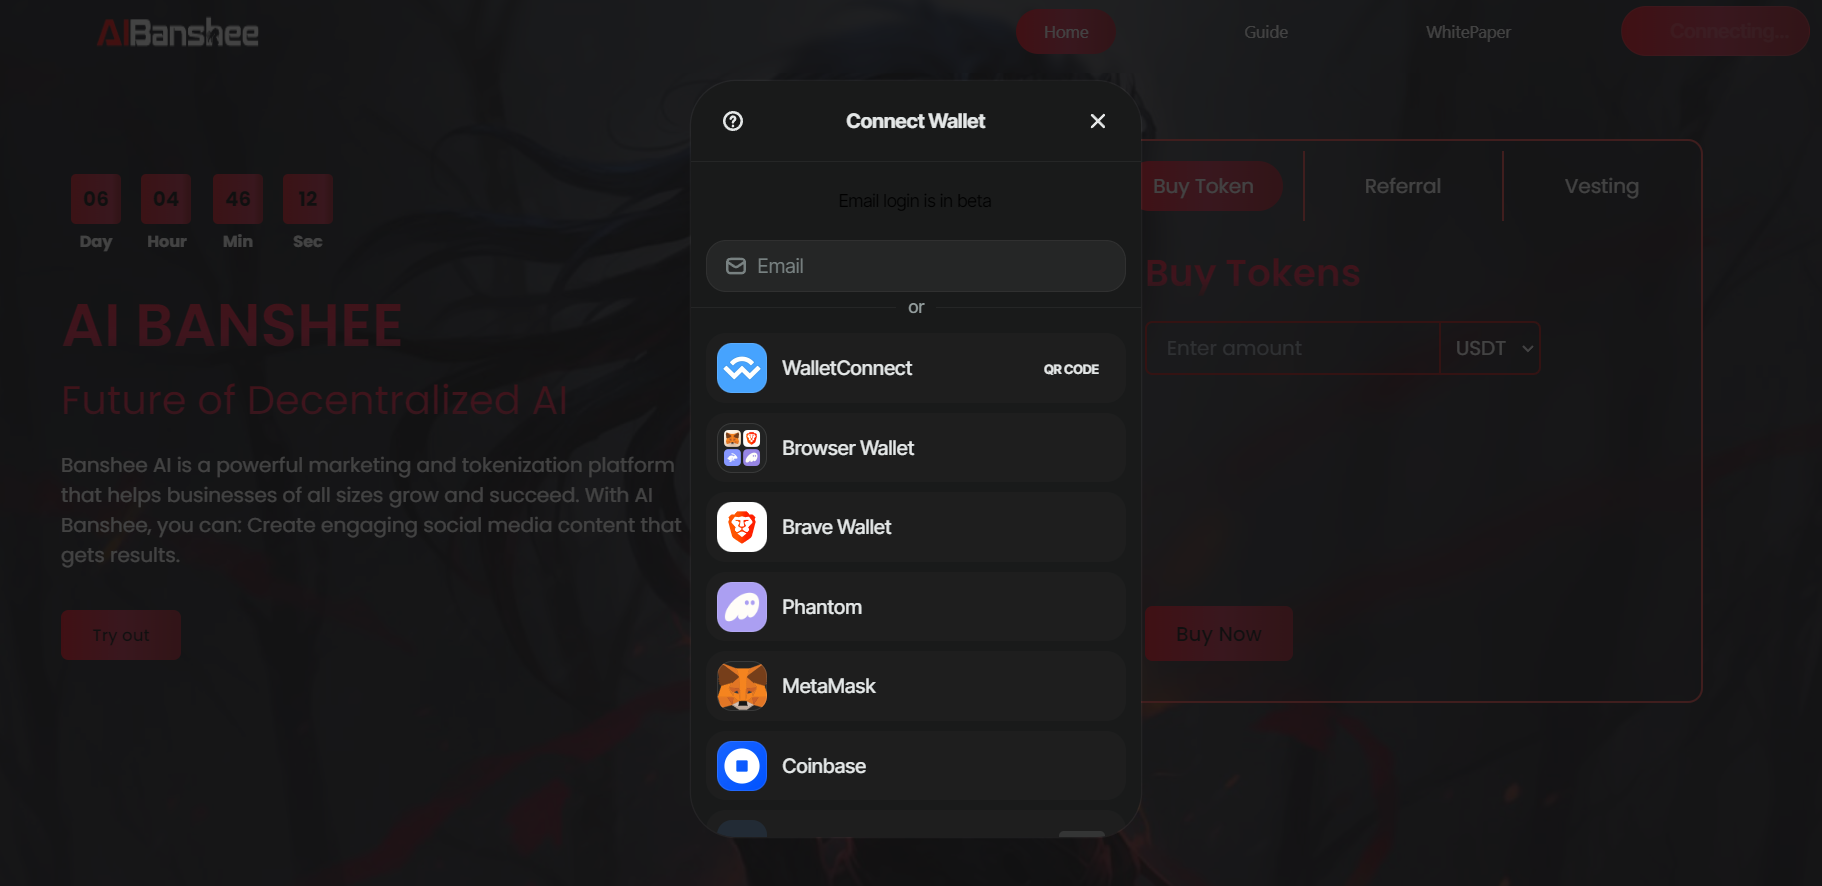 AIBanshee
Home
Guide
WhitePaper
Connecting...
06
04
46
12
Day
Hour
Min
Sec
AI BANSHEE
Future of Decentralized AI
Banshee AI is a powerful marketing and tokenization platform
that helps businesses of all sizes grow and succeed. With AI
Banshee, you can: Create engaging social media content that
gets results.
Try out
Connect Wallet
Email login is in beta
Email
or
WalletConnect
QR CODE
Browser Wallet
Brave Wallet
Phantom
MetaMask
Coinbase
Buy Token
Referral
Vesting
Buy Tokens
Enter amount
USDT
Buy Now